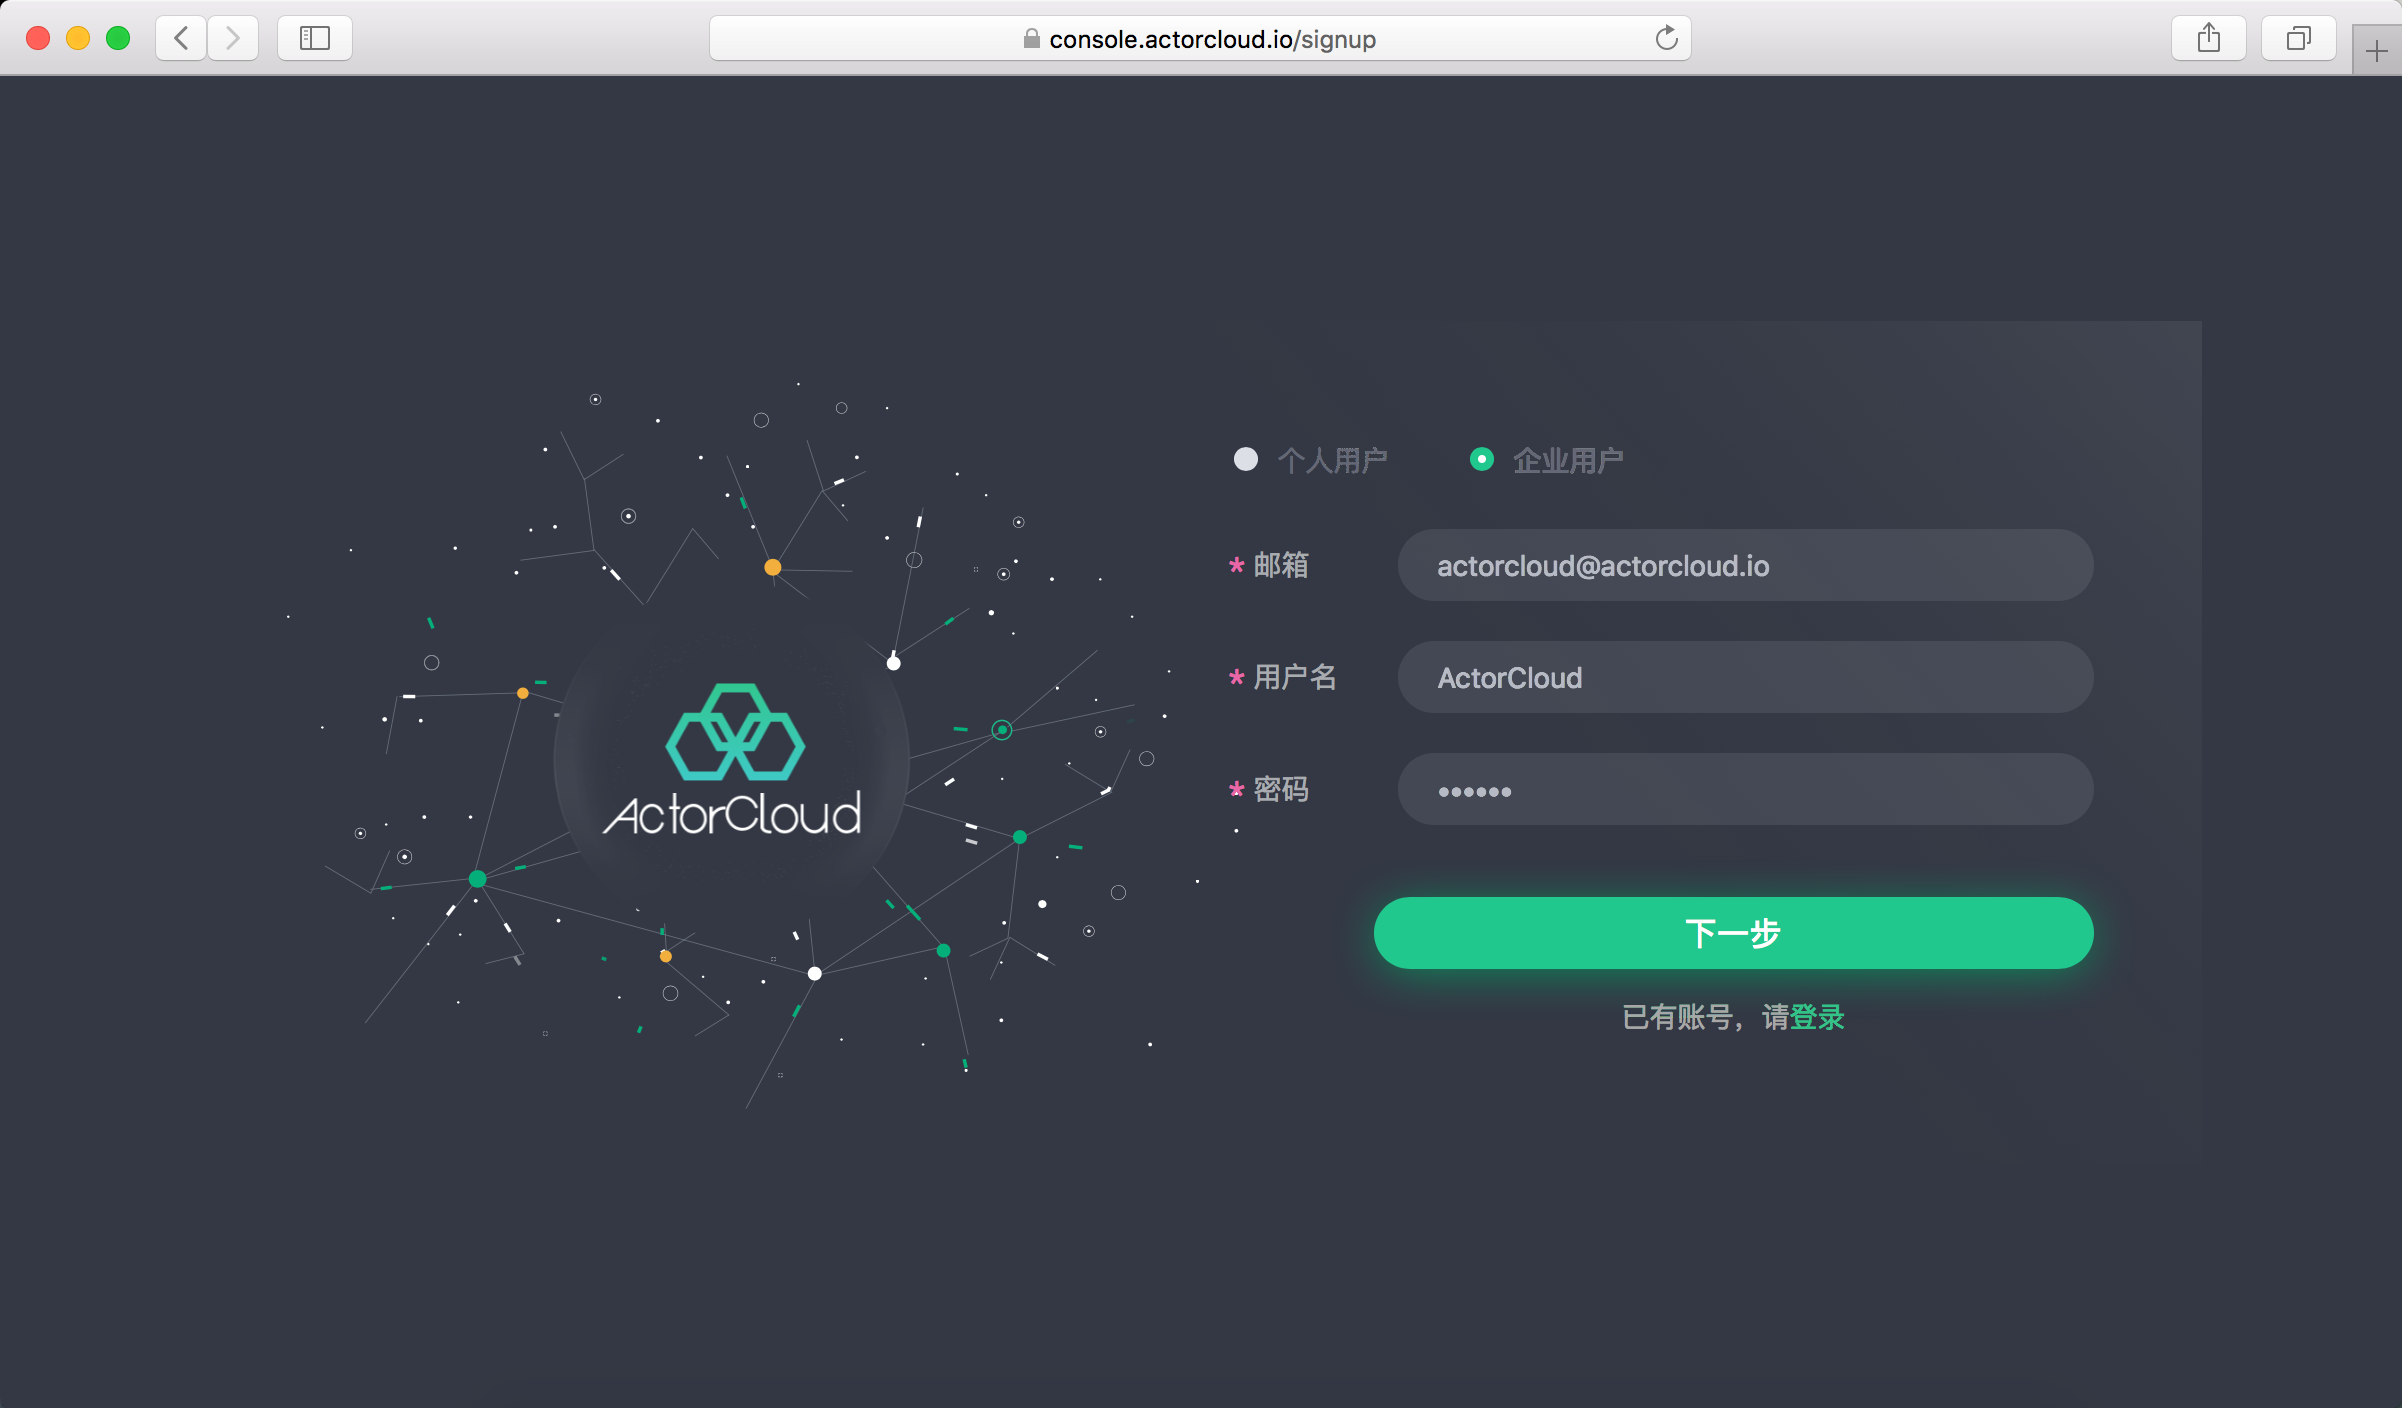 console.actorcloud.io/signup
个人用户 企业用户
* 邮箱 actorcloud@actorcloud.io
* 用户名 ActorCloud
* 密码 ••••••
ActorCloud
下一步
已有账号，请登录